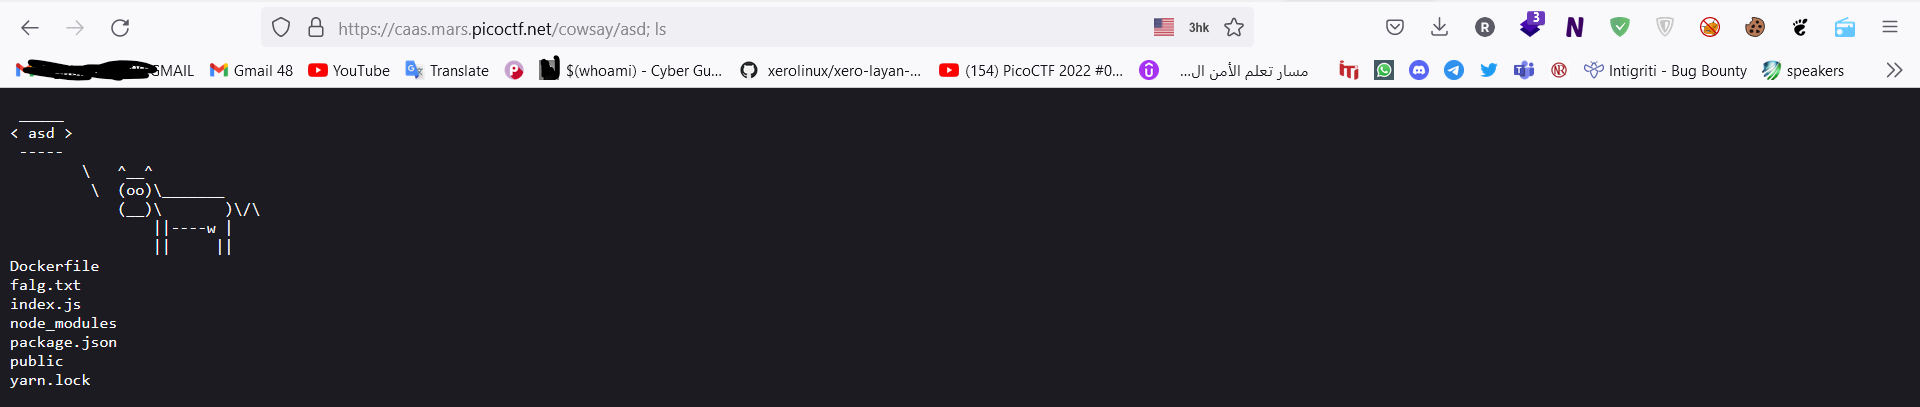 https://caas.mars.picoctf.net/cowsay/asd; ls 3hk R 3 N
GMAIL Gmail 48 YouTube Translate $(whoami) - Cyber Gu... xerolinux/xero-layan-... (154) PicoCTF 2022 #0... مسار تعلم الأمن ال... iTi Intigriti - Bug Bounty speakers
 _____
< asd >
 -----
        \   ^__^
         \  (oo)\_______
            (__)\       )\/\
                ||----w |
                ||     ||
Dockerfile
falg.txt
index.js
node_modules
package.json
public
yarn.lock